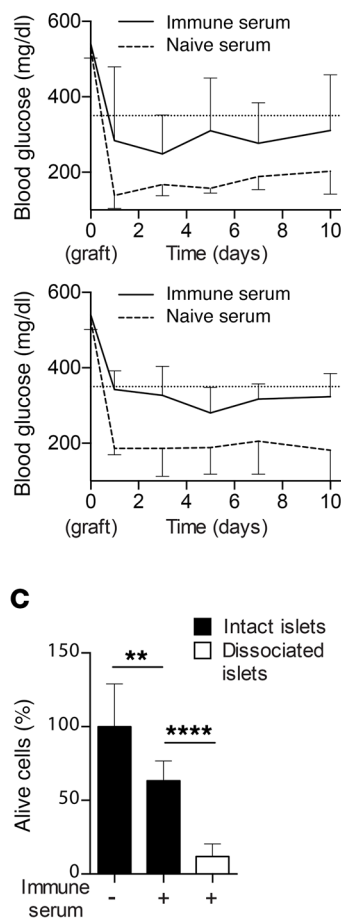 600
Immune serum
Naive serum
400
200
Blood glucose (mg/dl)
0 2 4 6 8 10
(graft) Time (days)
600
Immune serum
Naive serum
400
200
Blood glucose (mg/dl)
0 2 4 6 8 10
(graft) Time (days)
c
Intact islets
Dissociated
islets
150
**
100
****
50
0
Alive cells (%)
Immune
serum - + +